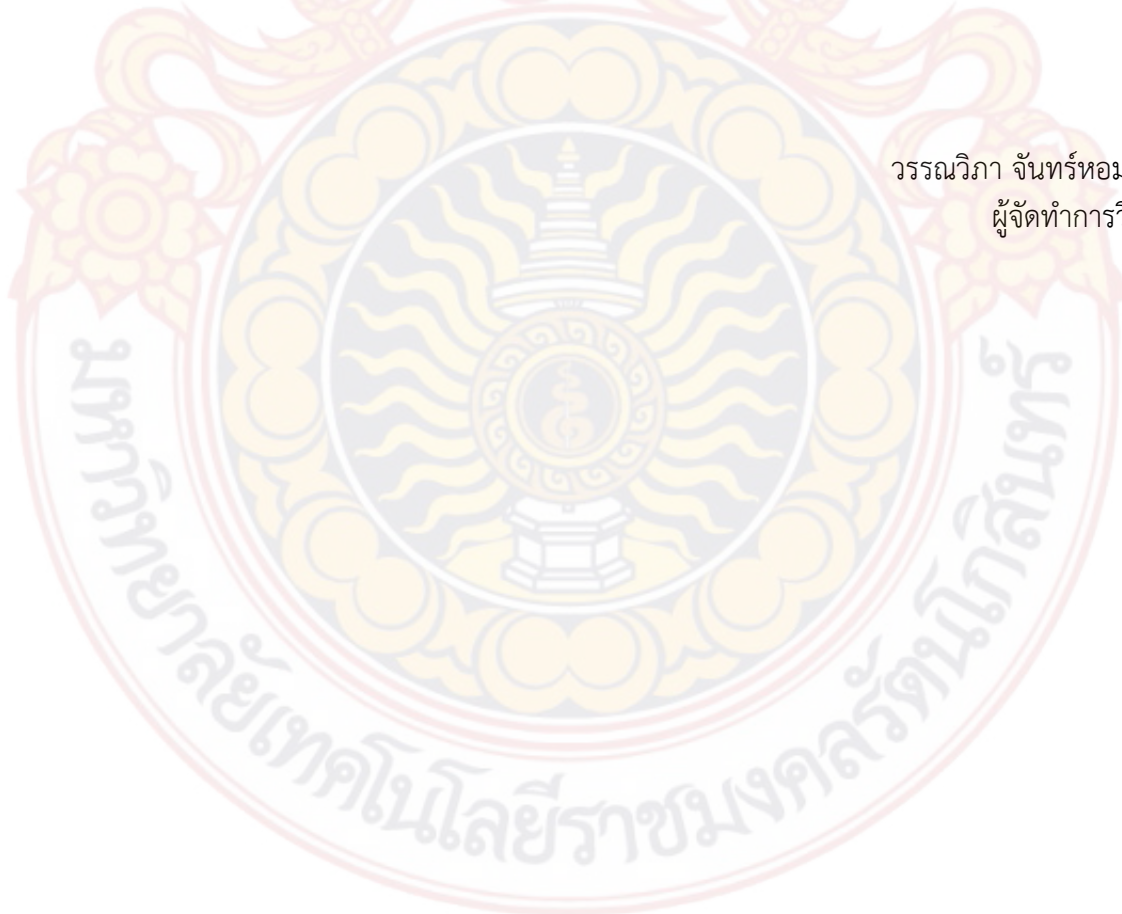 วรรณวิภา จันทร์หอม
ผู้จัดทำการวิ
มหาวิทยาลัยเทคโนโลยีราชมงคลรัตนโกสินทร์